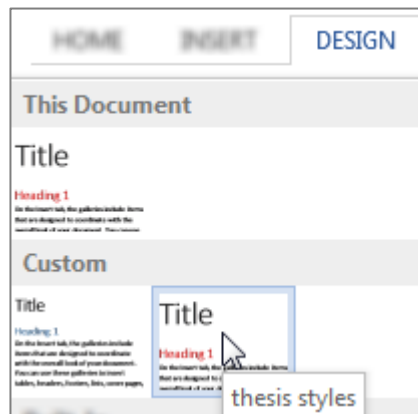 HOME INSERT DESIGN
This Document
Title
Heading 1
On the Insert tab, the galleries include items
that are designed to coordinate with the
overall look of your document. You can use
Custom
Title
Title
Heading 1
Heading 1
On the Insert tab, the galleries include
items that are designed to coordinate
with the overall look of your document.
You can use these galleries to insert
tables, headers, footers, lists, cover pages,
thesis styles